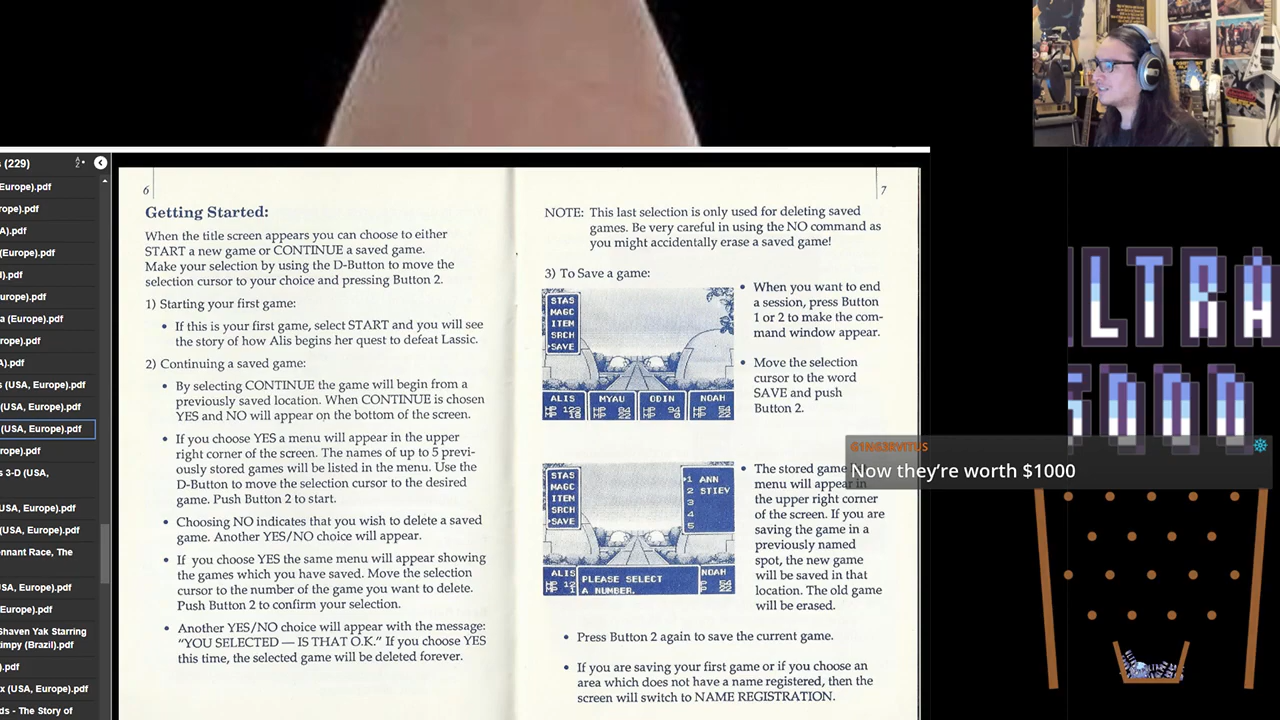 s (229)
Europe).pdf
rope).pdf
A).pdf
(Europe).pdf
).pdf
urope).pdf
a (Europe).pdf
rope).pdf
A).pdf
s (USA, Europe).pdf
(USA, Europe).pdf
(USA, Europe).pdf
rope).pdf
s 3-D (USA,
SA, Europe).pdf
(USA, Europe).pdf
ennant Race, The
USA, Europe).pdf
Europe).pdf
Shaven Yak Starring
impy (Brazil).pdf
).pdf
x (USA, Europe).pdf
ds - The Story of
6
Getting Started:
When the title screen appears you can choose to either
START a new game or CONTINUE a saved game.
Make your selection by using the D-Button to move the
selection cursor to your choice and pressing Button 2.
1) Starting your first game:
• If this is your first game, select START and you will see
the story of how Alis begins her quest to defeat Lassic.
2) Continuing a saved game:
• By selecting CONTINUE the game will begin from a
previously saved location. When CONTINUE is chosen
YES and NO will appear on the bottom of the screen.
• If you choose YES a menu will appear in the upper
right corner of the screen. The names of up to 5 previ-
ously stored games will be listed in the menu. Use the
D-Button to move the selection cursor to the desired
game. Push Button 2 to start.
• Choosing NO indicates that you wish to delete a saved
game. Another YES/NO choice will appear.
• If you choose YES the same menu will appear showing
the games which you have saved. Move the selection
cursor to the number of the game you want to delete.
Push Button 2 to confirm your selection.
• Another YES/NO choice will appear with the message:
"YOU SELECTED — IS THAT O.K." If you choose YES
this time, the selected game will be deleted forever.
7
NOTE: This last selection is only used for deleting saved
games. Be very careful in using the NO command as
you might accidentally erase a saved game!
3) To Save a game:
STAS
MAGC
ITEM
SRCH
SAVE
ALIS MYAU ODIN NOAH
• When you want to end
a session, press Button
1 or 2 to make the com-
mand window appear.
• Move the selection
cursor to the word
SAVE and push
Button 2.
STAS
MAGC
ITEM
SRCH
SAVE
1 ANN
2 STIEV
3
4
5
ALIS
PLEASE SELECT
A NUMBER.
NOAH
• The stored game
menu will appear in
the upper right corner
of the screen. If you are
saving the game in a
previously named
spot, the new game
will be saved in that
location. The old game
will be erased.
• Press Button 2 again to save the current game.
• If you are saving your first game or if you choose an
area which does not have a name registered, then the
screen will switch to NAME REGISTRATION.
LTRA
G1NG3RV1TUS
Now they're worth $1000